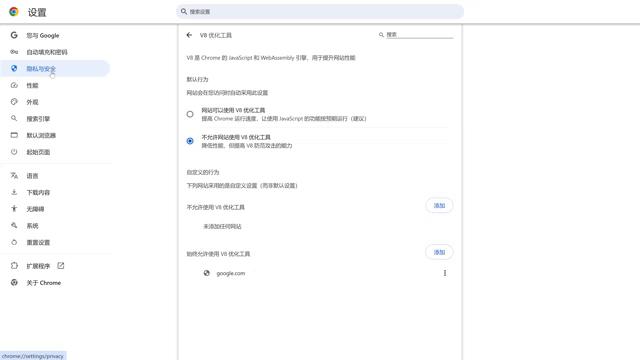 设置
搜索设置
您与 Google
自动填充和密码
隐私与安全
性能
外观
搜索引擎
默认浏览器
起始页面
语言
下载内容
无障碍
系统
重置设置
扩展程序
关于 Chrome
V8 优化工具
搜索
V8 是 Chrome 的 JavaScript 和 WebAssembly 引擎，用于提升网站性能
默认行为
网站会在您访问时自动采用此设置
网站可以使用 V8 优化工具
提高 Chrome 运行速度，让使用 JavaScript 的功能按预期运行（建议）
不允许网站使用 V8 优化工具
降低性能，但提高 V8 防范攻击的能力
自定义的行为
下列网站采用的是自定义设置（而非默认设置）
不允许使用 V8 优化工具
添加
未添加任何网站
始终允许使用 V8 优化工具
添加
google.com
chrome://settings/privacy